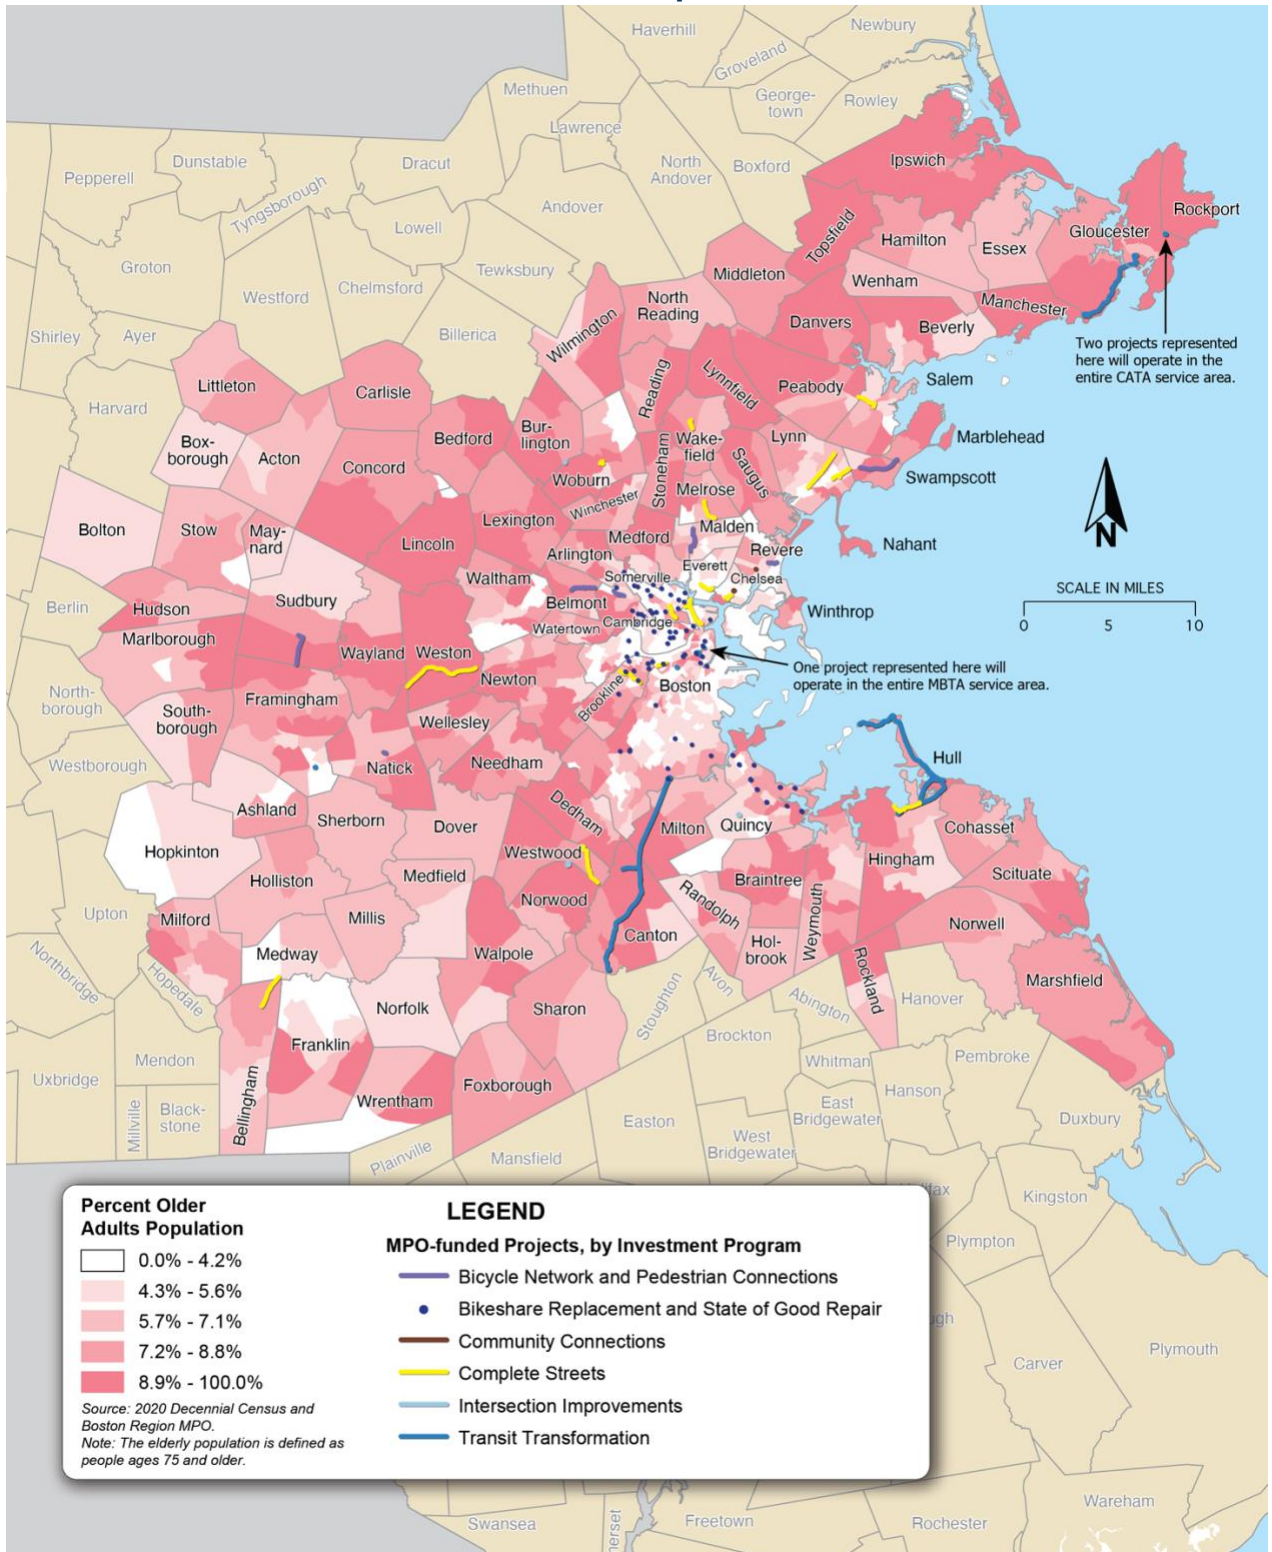 Haverhill
Newbury
Groveland
Methuen
George-
town
Rowley
Lawrence
Dunstable
Dracut
North
Andover
Boxford
Ipswich
Pepperell
Tyngsborough
Andover
Rockport
Lowell
Topsfield
Hamilton
Essex
Gloucester
Groton
Tewksbury
Middleton
Wenham
Westford
Chelmsford
North
Reading
Manchester
Shirley
Ayer
Billerica
Wilmington
Danvers
Beverly
Two projects represented
here will operate in the
entire CATA service area.
Littleton
Carlisle
Reading
Lynnfield
Peabody
Salem
Harvard
Box-
borough
Acton
Bedford
Bur-
lington
Stoneham
Wake-
field
Lynn
Marblehead
Concord
Woburn
Saugus
Swampscott
Melrose
Winchester
Bolton
Stow
May-
nard
Lexington
Malden
N
Lincoln
Arlington
Medford
Revere
Nahant
Waltham
Somerville
Everett
Chelsea
SCALE IN MILES
0
5
10
Berlin
Hudson
Sudbury
Belmont
Winthrop
Marlborough
Watertown
Cambridge
Wayland
Weston
One project represented here will
operate in the entire MBTA service area.
Newton
Boston
Brookline
North-
borough
Framingham
South-
borough
Wellesley
Westborough
Natick
Needham
Hull
Ashland
Sherborn
Dover
Dedham
Milton
Quincy
Cohasset
Hopkinton
Westwood
Hingham
Medfield
Scituate
Holliston
Braintree
Upton
Milford
Millis
Norwood
Randolph
Weymouth
Norwell
Canton
Northbridge
Medway
Walpole
Hol-
brook
Hopedale
Rockland
Marshfield
Stoughton
Avon
Abington
Hanover
Norfolk
Sharon
Franklin
Brockton
Mendon
Whitman
Pembroke
Uxbridge
Bellingham
Foxborough
Hanson
Wrentham
Millville
Black-
stone
East
Bridgewater
Duxbury
Easton
West
Bridgewater
Plainville
Mansfield
ifax
Kingston
Plympton
Percent Older
Adults Population
0.0% - 4.2%
4.3% - 5.6%
5.7% - 7.1%
7.2% - 8.8%
8.9% - 100.0%
Source: 2020 Decennial Census and
Boston Region MPO.
Note: The elderly population is defined as
people ages 75 and older.
LEGEND
MPO-funded Projects, by Investment Program
Bicycle Network and Pedestrian Connections
Bikeshare Replacement and State of Good Repair
Community Connections
Complete Streets
Intersection Improvements
Transit Transformation
Carver
Plymouth
Wareham
Swansea
Freetown
Rochester